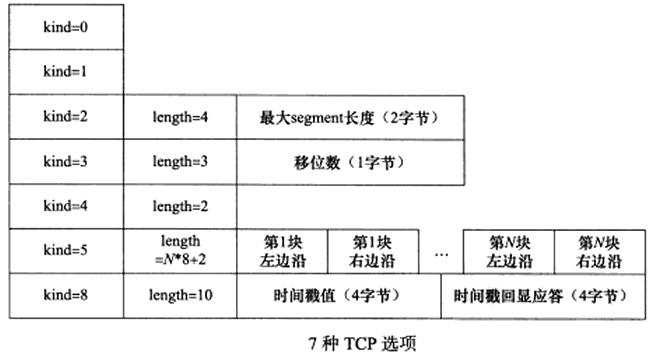 kind=0
kind=1
kind=2 length=4 最大segment长度（2字节）
kind=3 length=3 移位数（1字节）
kind=4 length=2
kind=5 length =N*8+2 第1块 左边沿 第1块 右边沿 … 第N块 左边沿 第N块 右边沿
kind=8 length=10 时间戳值（4字节） 时间戳回显应答（4字节）
7 种 TCP 选项